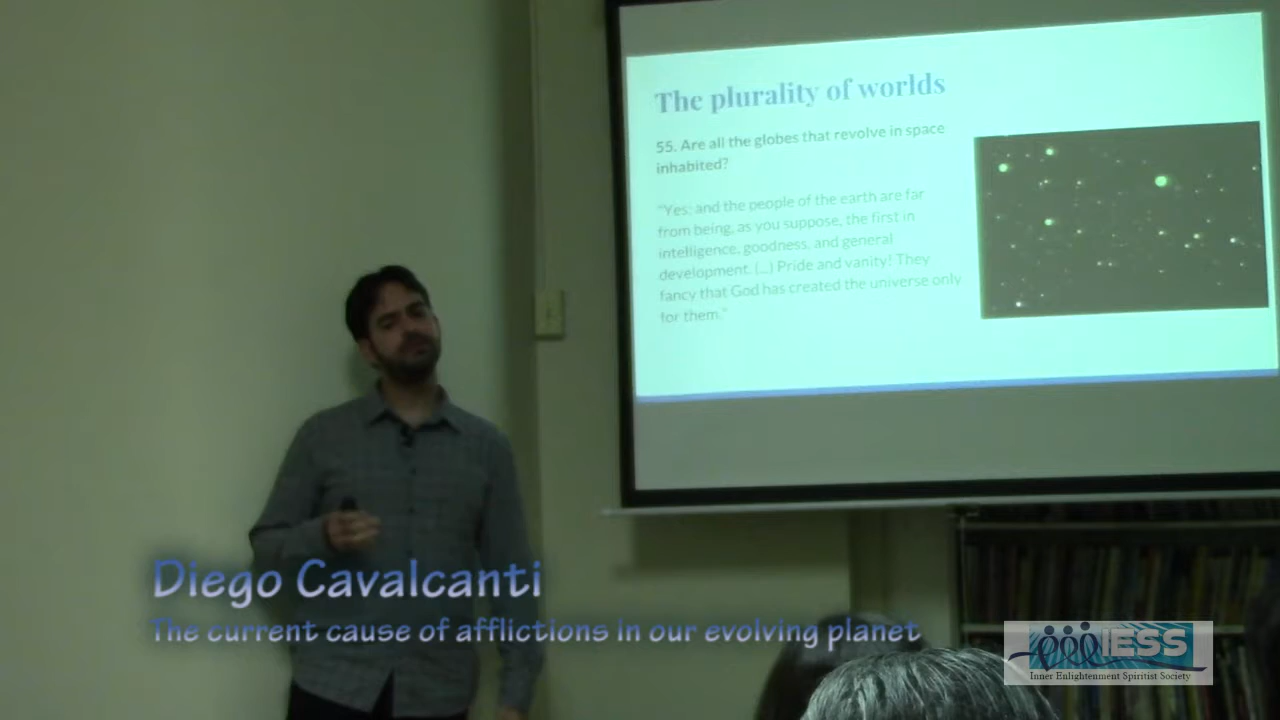 The plurality of worlds
55. Are all the globes that revolve in space
inhabited?
"Yes; and the people of the earth are far
from being, as you suppose, the first in
intelligence, goodness, and general
development. (...) Pride and vanity! They
fancy that God has created the universe only
for them."
Diego Cavalcanti
The current cause of afflictions in our evolving planet
IESS
Inner Enlightenment Spiritist Society